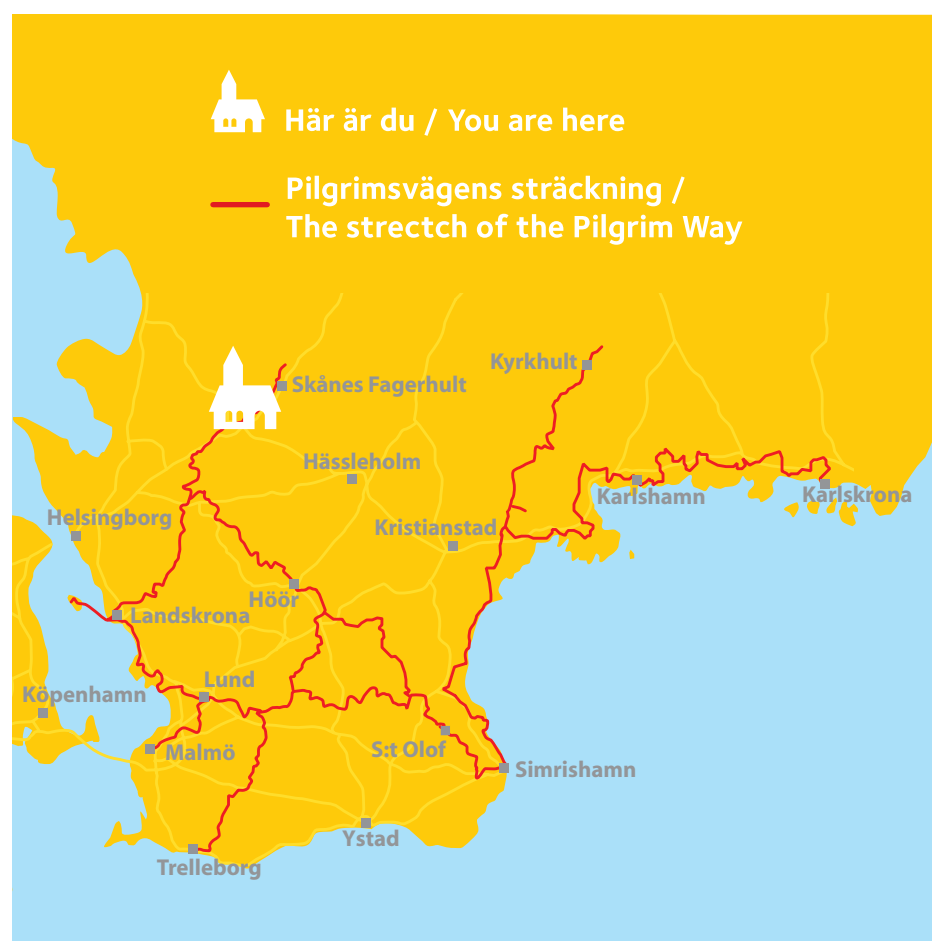 Här är du / You are here
Pilgrimsvägens sträckning /
The strectch of the Pilgrim Way
Kyrkhult
Skånes Fagerhult
Hässleholm
Karlshamn
Karlskrona
Helsingborg
Kristianstad
Höör
Landskrona
Lund
Köpenhamn
Malmö
S:t Olof
Simrishamn
Ystad
Trelleborg